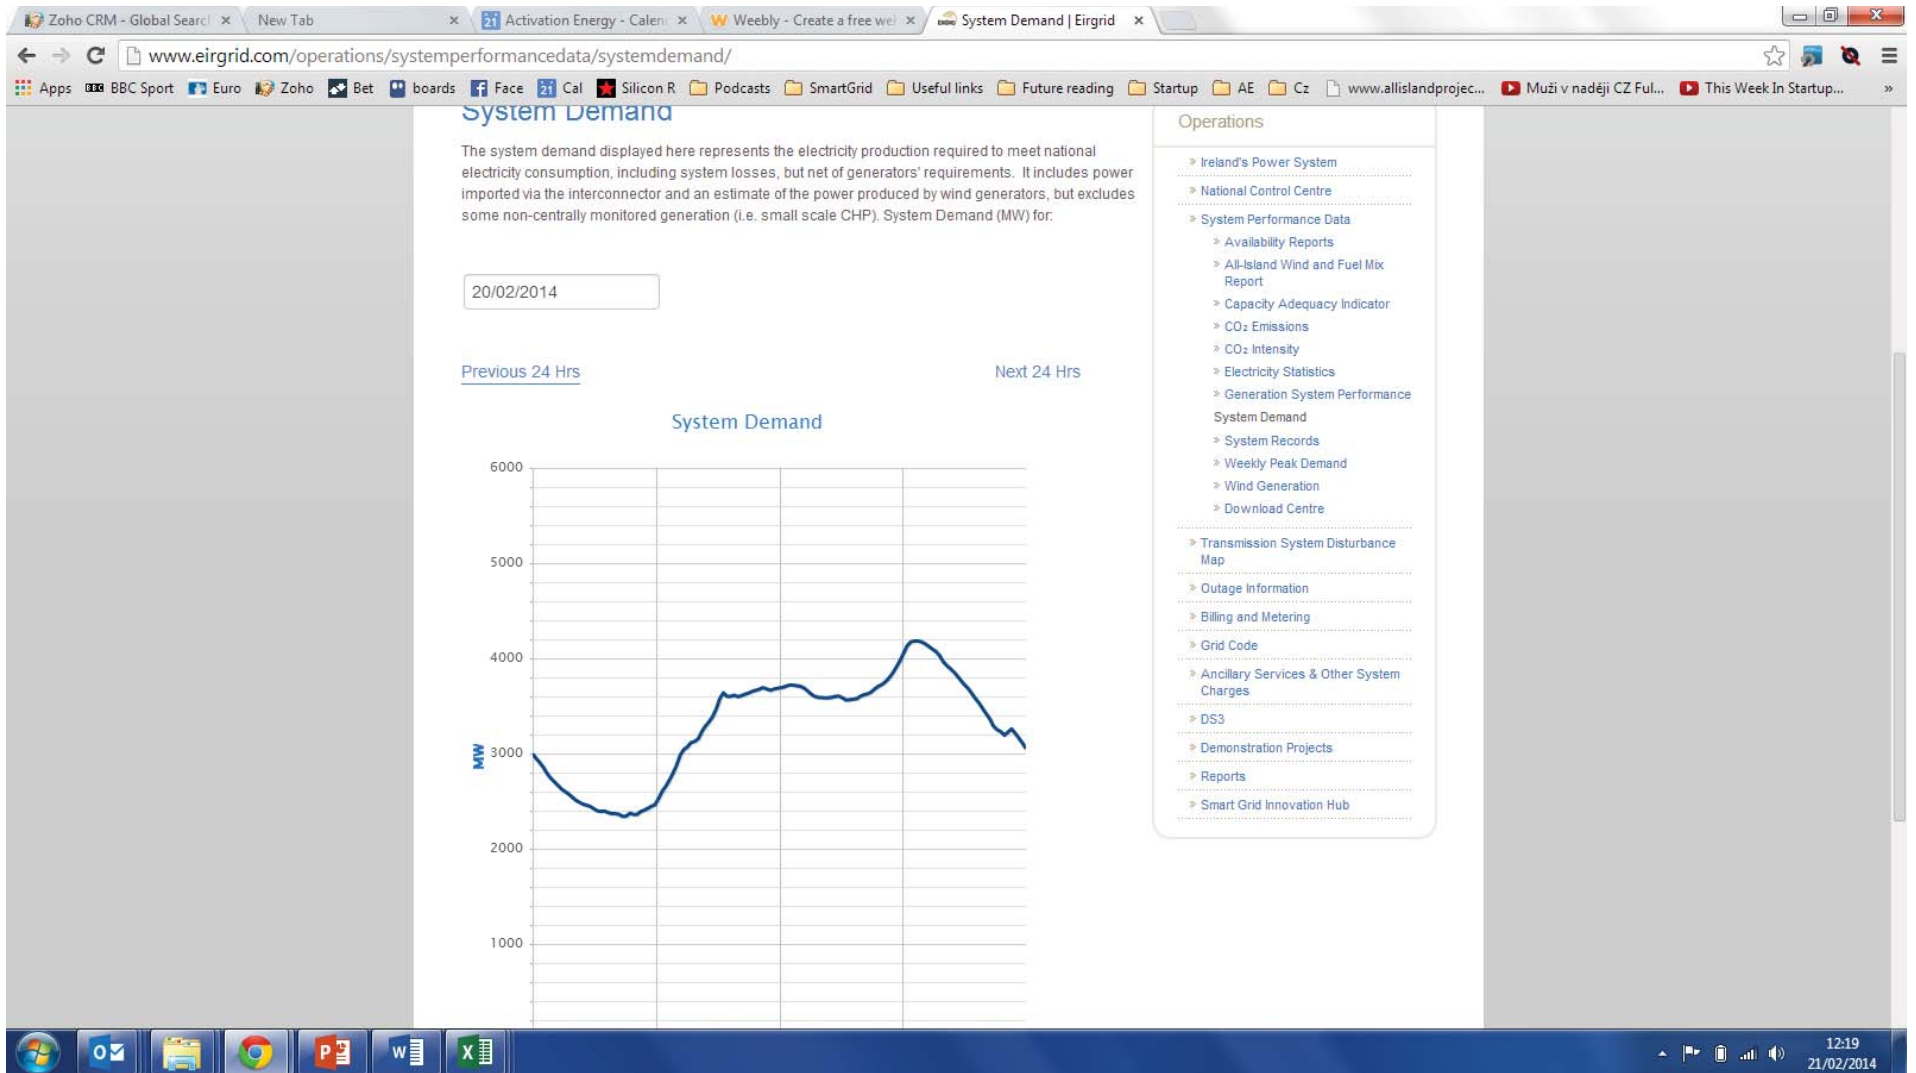 Zoho CRM - Global Searcl
New Tab
Activation Energy - Calen
Weebly - Create a free wel
System Demand | Eirgrid
www.eirgrid.com/operations/systemperformancedata/systemdemand/
Apps BBC Sport Euro Zoho Bet boards Face 21 Cal Silicon R Podcasts SmartGrid Useful links Future reading Startup AE Cz www.allislandprojec... Muži v naději CZ Ful... This Week In Startup... »
System Demand
The system demand displayed here represents the electricity production required to meet national
electricity consumption, including system losses, but net of generators' requirements. It includes power
imported via the interconnector and an estimate of the power produced by wind generators, but excludes
some non-centrally monitored generation (i.e. small scale CHP). System Demand (MW) for:
20/02/2014
Previous 24 Hrs
Next 24 Hrs
System Demand
6000
5000
4000
3000
2000
1000
MW
Operations
» Ireland's Power System
» National Control Centre
» System Performance Data
» Availability Reports
» All-Island Wind and Fuel Mix
Report
» Capacity Adequacy Indicator
» CO₂ Emissions
» CO₂ Intensity
» Electricity Statistics
» Generation System Performance
System Demand
» System Records
» Weekly Peak Demand
» Wind Generation
» Download Centre
» Transmission System Disturbance
Map
» Outage Information
» Billing and Metering
» Grid Code
» Ancillary Services & Other System
Charges
» DS3
» Demonstration Projects
» Reports
» Smart Grid Innovation Hub
12:19
21/02/2014